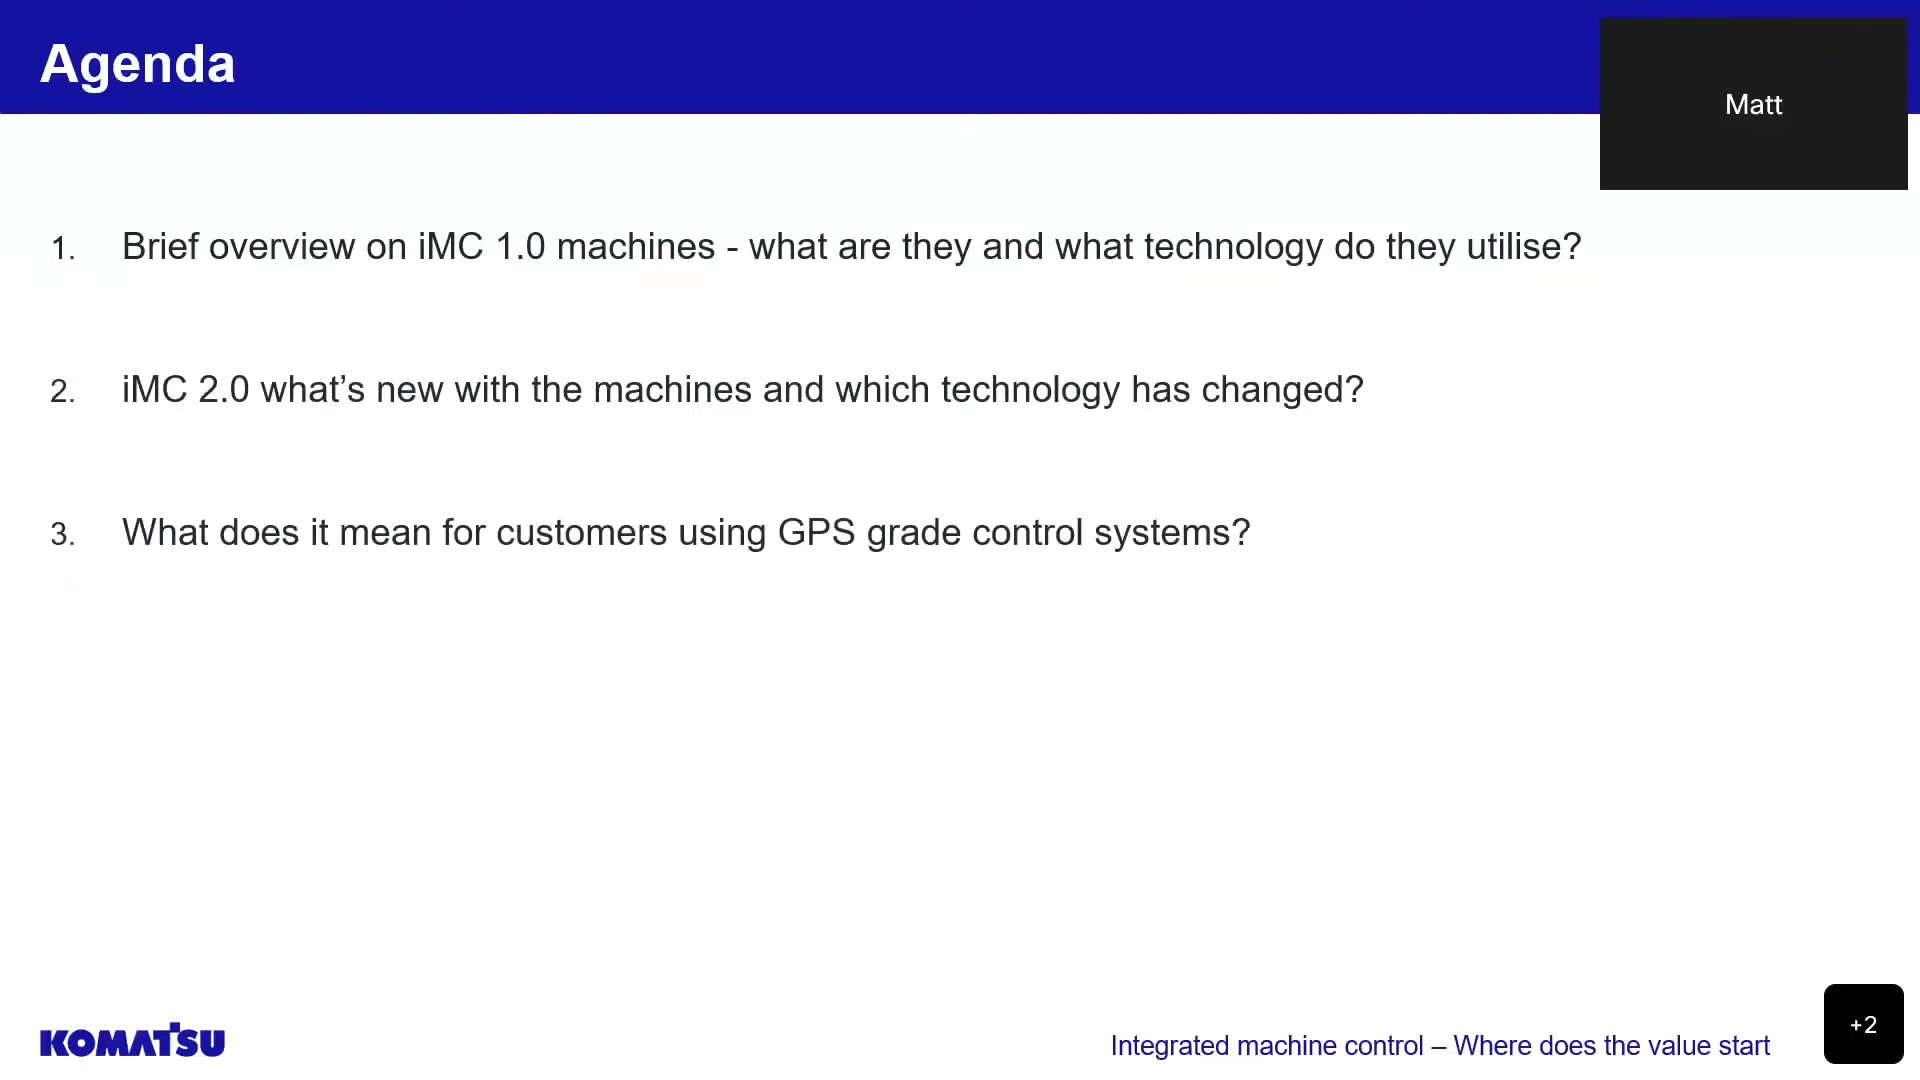 Agenda
Matt
1. Brief overview on iMC 1.0 machines - what are they and what technology do they utilise?
2. iMC 2.0 what’s new with the machines and which technology has changed?
3. What does it mean for customers using GPS grade control systems?
KOMATSU
Integrated machine control – Where does the value start
+2